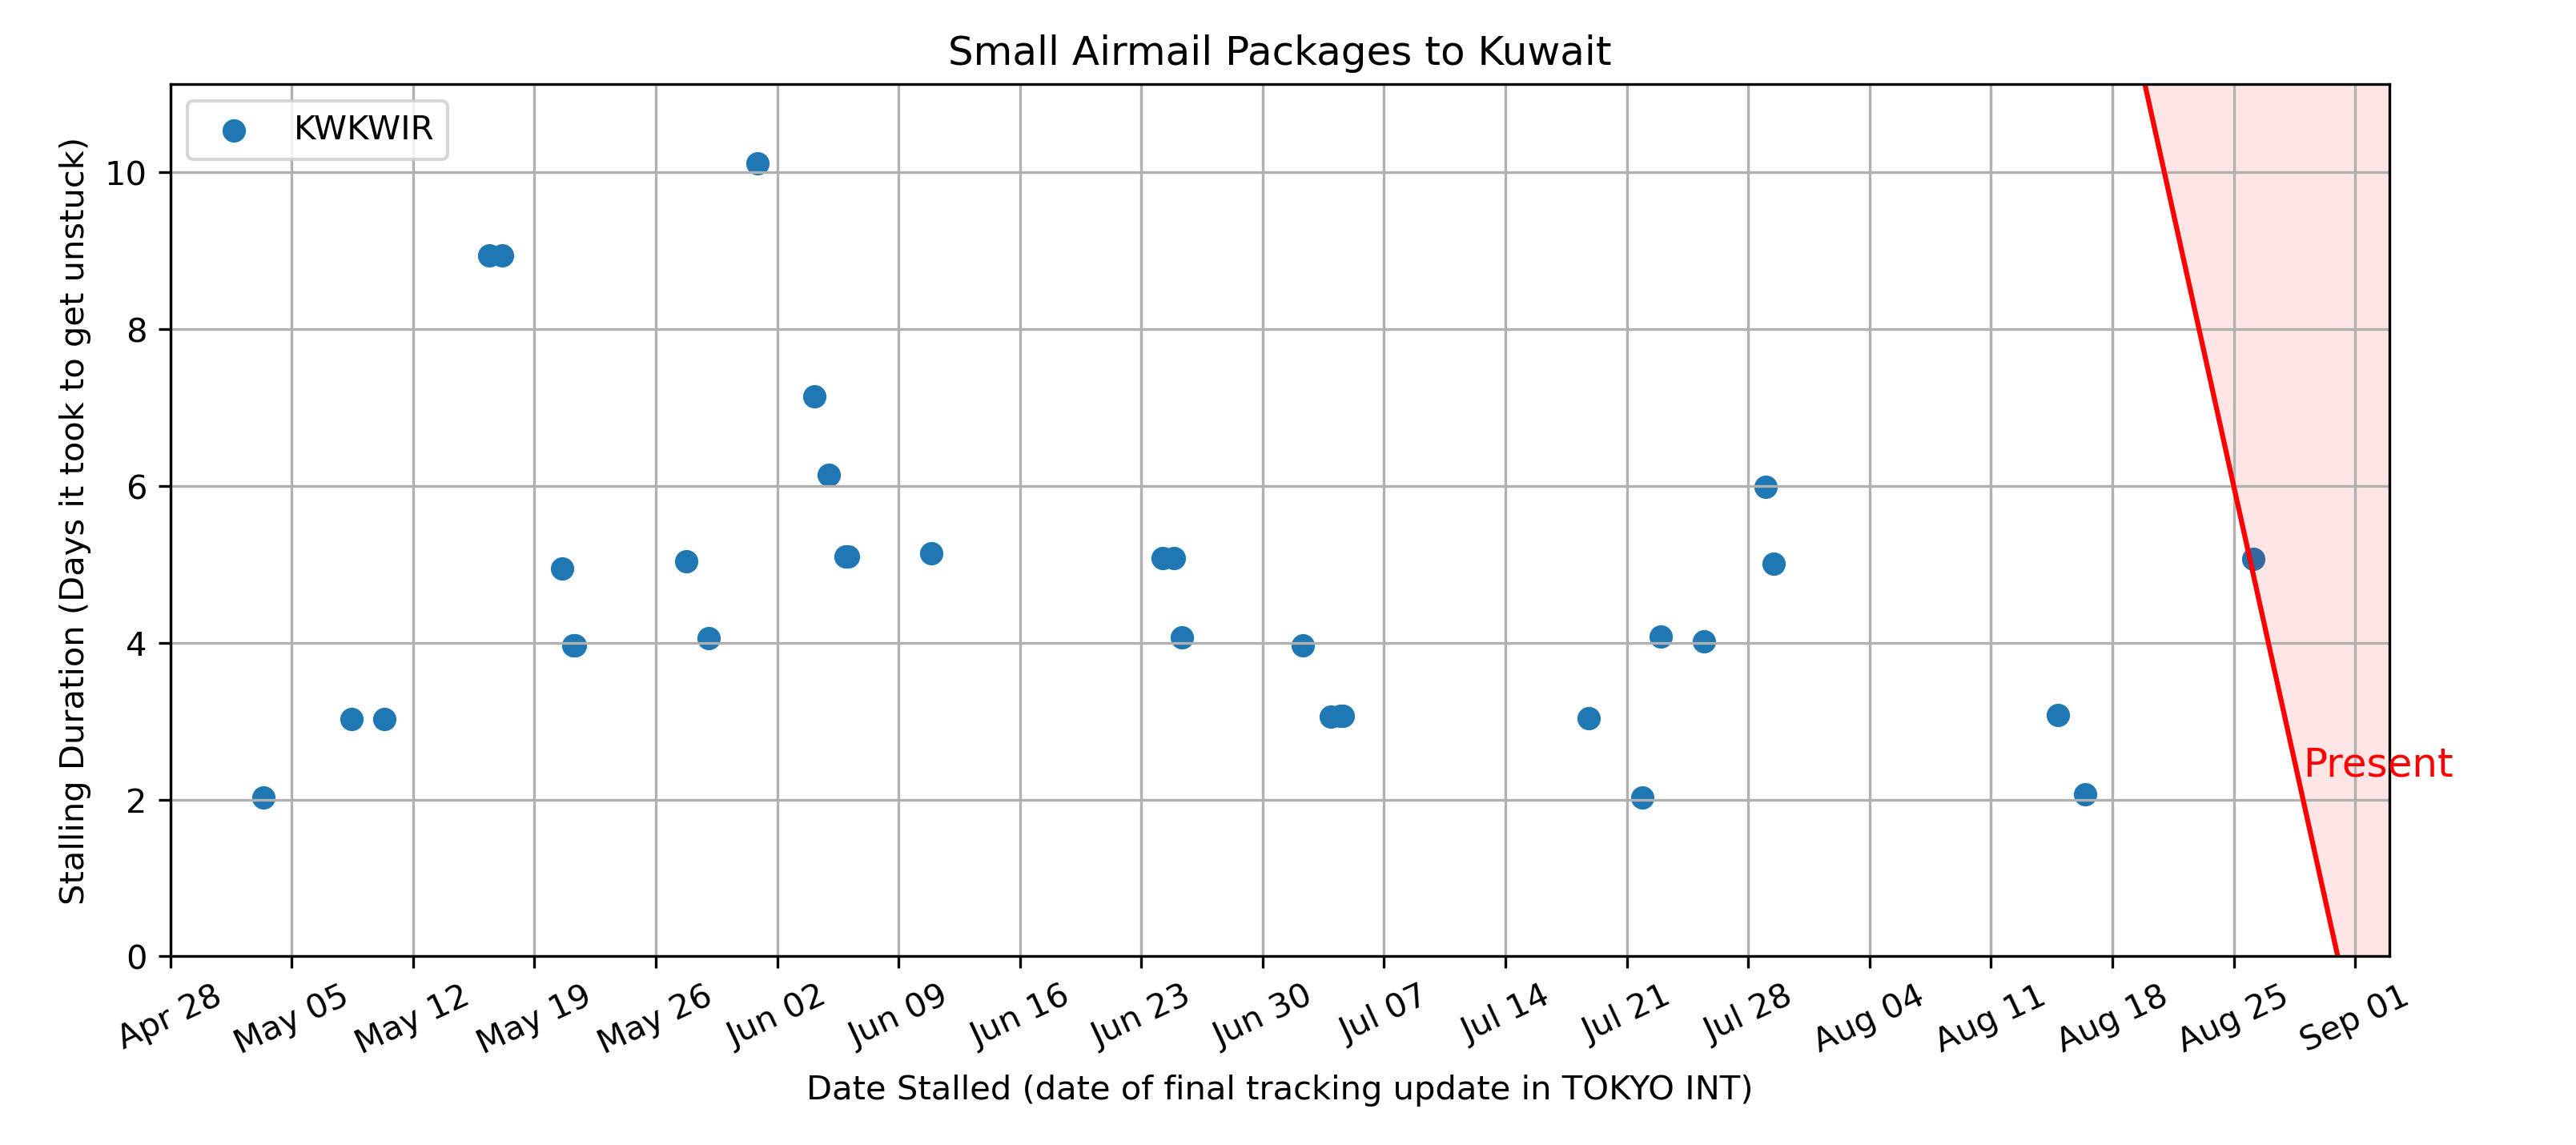 Small Airmail Packages to Kuwait
KWKWIR
Stalling Duration (Days it took to get unstuck)
10
8
6
4
2
0
Present
Apr 28 May 05 May 12 May 19 May 26 Jun 02 Jun 09 Jun 16 Jun 23 Jun 30 Jul 07 Jul 14 Jul 21 Jul 28 Aug 04 Aug 11 Aug 18 Aug 25 Sep 01
Date Stalled (date of final tracking update in TOKYO INT)